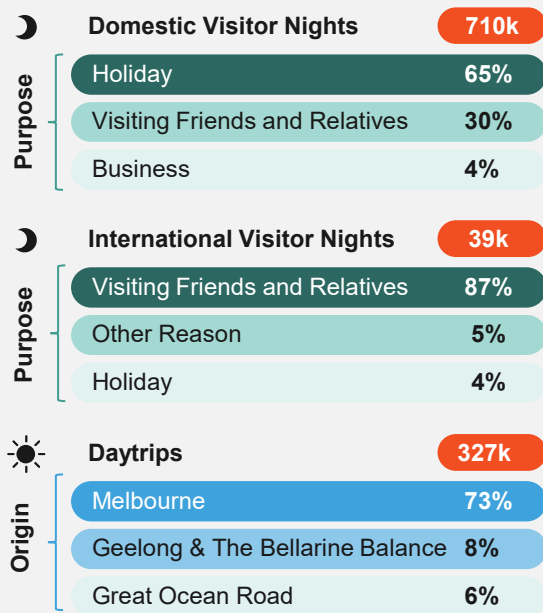 Domestic Visitor Nights 710k
Purpose
Holiday 65%
Visiting Friends and Relatives 30%
Business 4%
International Visitor Nights 39k
Purpose
Visiting Friends and Relatives 87%
Other Reason 5%
Holiday 4%
Daytrips 327k
Origin
Melbourne 73%
Geelong & The Bellarine Balance 8%
Great Ocean Road 6%